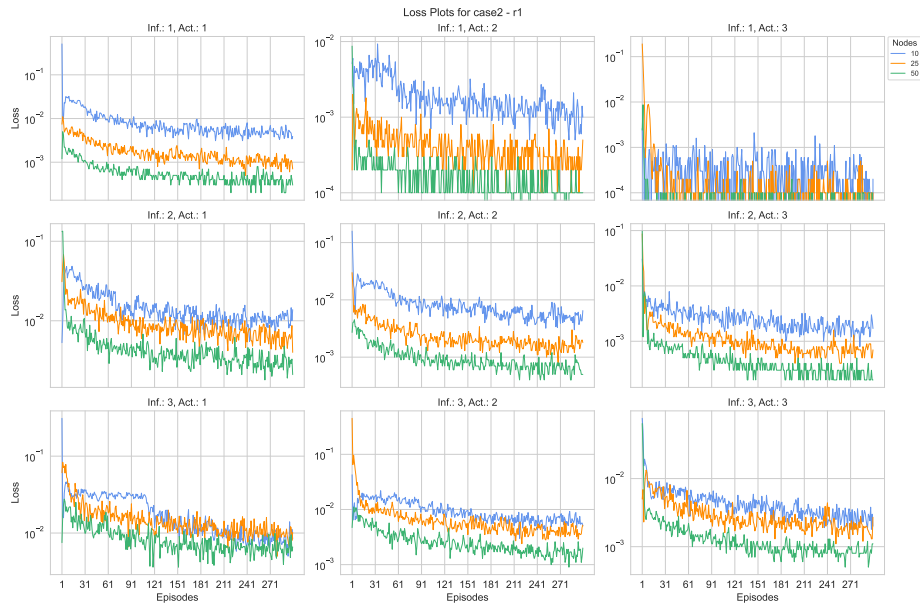 Loss Plots for case2 - r1
Inf.: 1, Act.: 1
Inf.: 1, Act.: 2
Inf.: 1, Act.: 3
Nodes
10
25
50
Loss
10⁻¹
10⁻²
10⁻³
10⁻²
10⁻³
10⁻⁴
10⁻¹
10⁻²
10⁻³
10⁻⁴
Inf.: 2, Act.: 1
Inf.: 2, Act.: 2
Inf.: 2, Act.: 3
Loss
10⁻¹
10⁻²
10⁻¹
10⁻²
10⁻³
10⁻¹
10⁻²
10⁻³
Inf.: 3, Act.: 1
Inf.: 3, Act.: 2
Inf.: 3, Act.: 3
Loss
10⁻¹
10⁻²
10⁻¹
10⁻²
10⁻³
10⁻²
10⁻³
1 31 61 91 121 151 181 211 241 271
1 31 61 91 121 151 181 211 241 271
1 31 61 91 121 151 181 211 241 271
Episodes
Episodes
Episodes